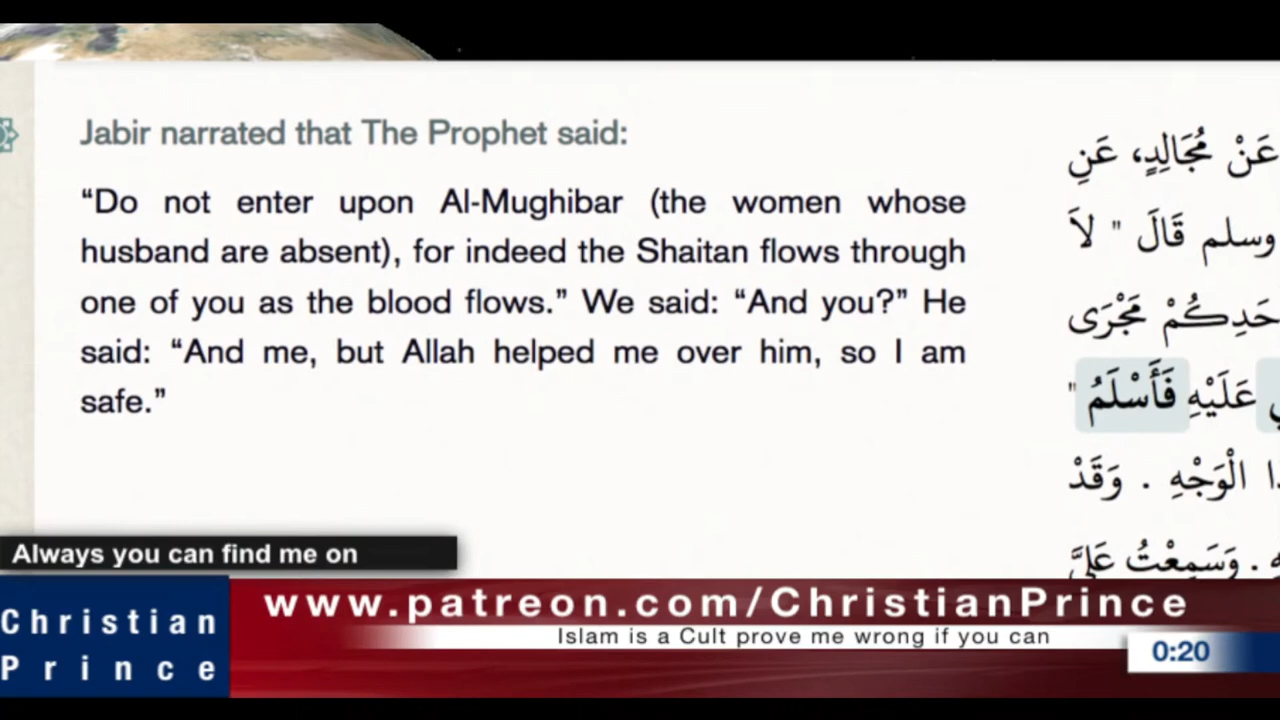 Jabir narrated that The Prophet said:
“Do not enter upon Al-Mughibar (the women whose
husband are absent), for indeed the Shaitan flows through
one of you as the blood flows.” We said: “And you?” He
said: “And me, but Allah helped me over him, so I am
safe.”
عَنْ مُجَالِدٍ، عَنِ
وسلم قَالَ " لاَ
حَدِكُمْ مَجْرَى
عَلَيْهِ فَأَسْلَمُ "
الْوَجْهِ . وَقَدْ
. وَسَمِعْتُ عَلِيَّ
Always you can find me on
Christian
Prince
www.patreon.com/ChristianPrince
Islam is a Cult prove me wrong if you can
0:20